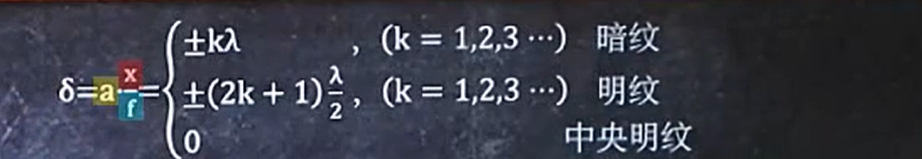 ±kλ , (k = 1,2,3 ···) 暗纹
δ=a x/f = ±(2k + 1) λ/2 , (k = 1,2,3 ···) 明纹
0 中央明纹